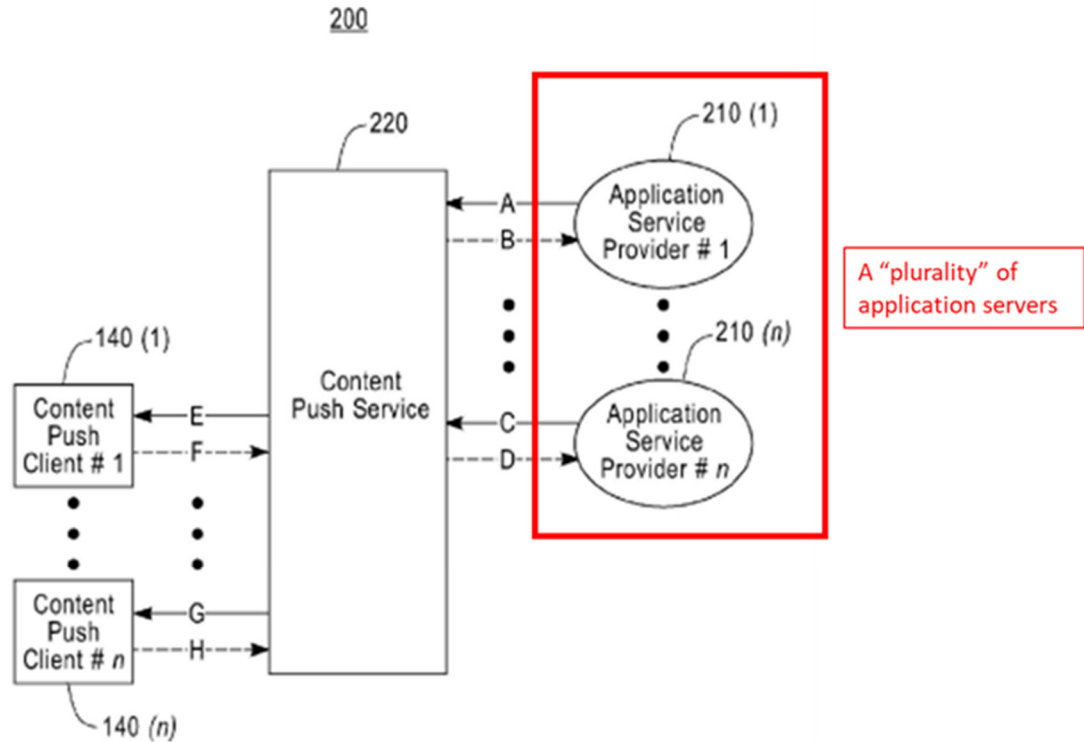 200
220
210 (1)
A
B
Application
Service
Provider # 1
A “plurality” of
application servers
140 (1)
210 (n)
Content
Push Service
Content
Push
Client # 1
E
F
C
D
Application
Service
Provider # n
Content
Push
Client # n
G
H
140 (n)